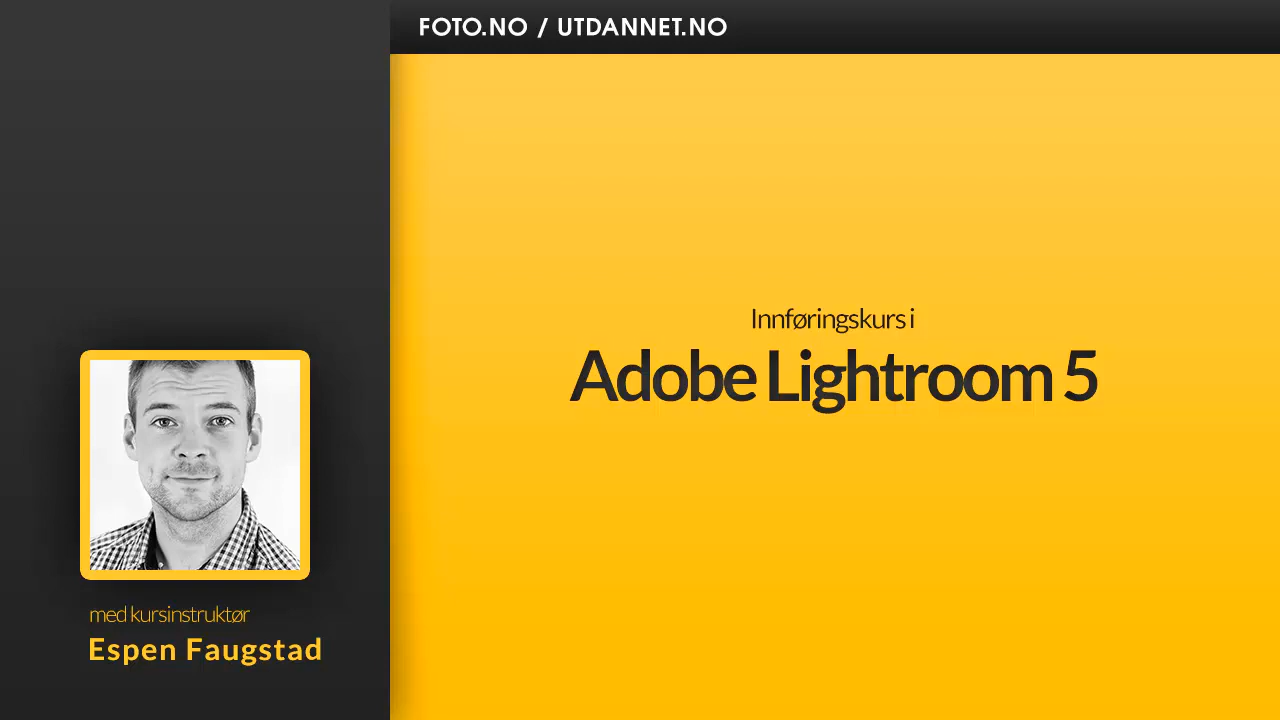 FOTO.NO / UTDANNET.NO
Innføringskurs i
Adobe Lightroom 5
med kursinstruktør
Espen Faugstad